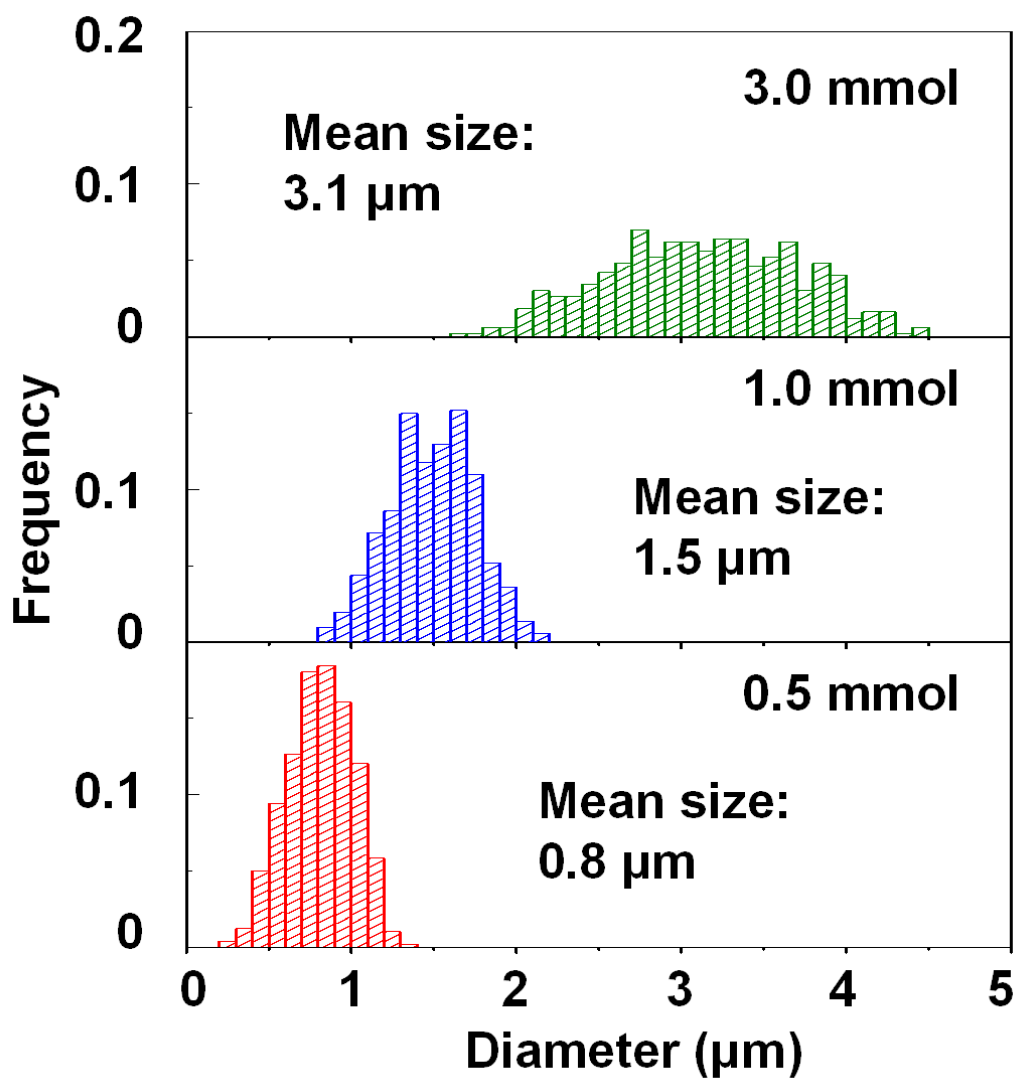 0.2
3.0 mmol
Mean size:
3.1 µm
0.1
0
1.0 mmol
Mean size:
1.5 µm
0.1
0
0.5 mmol
Mean size:
0.8 µm
0.1
0
Frequency
0 1 2 3 4 5
Diameter (µm)